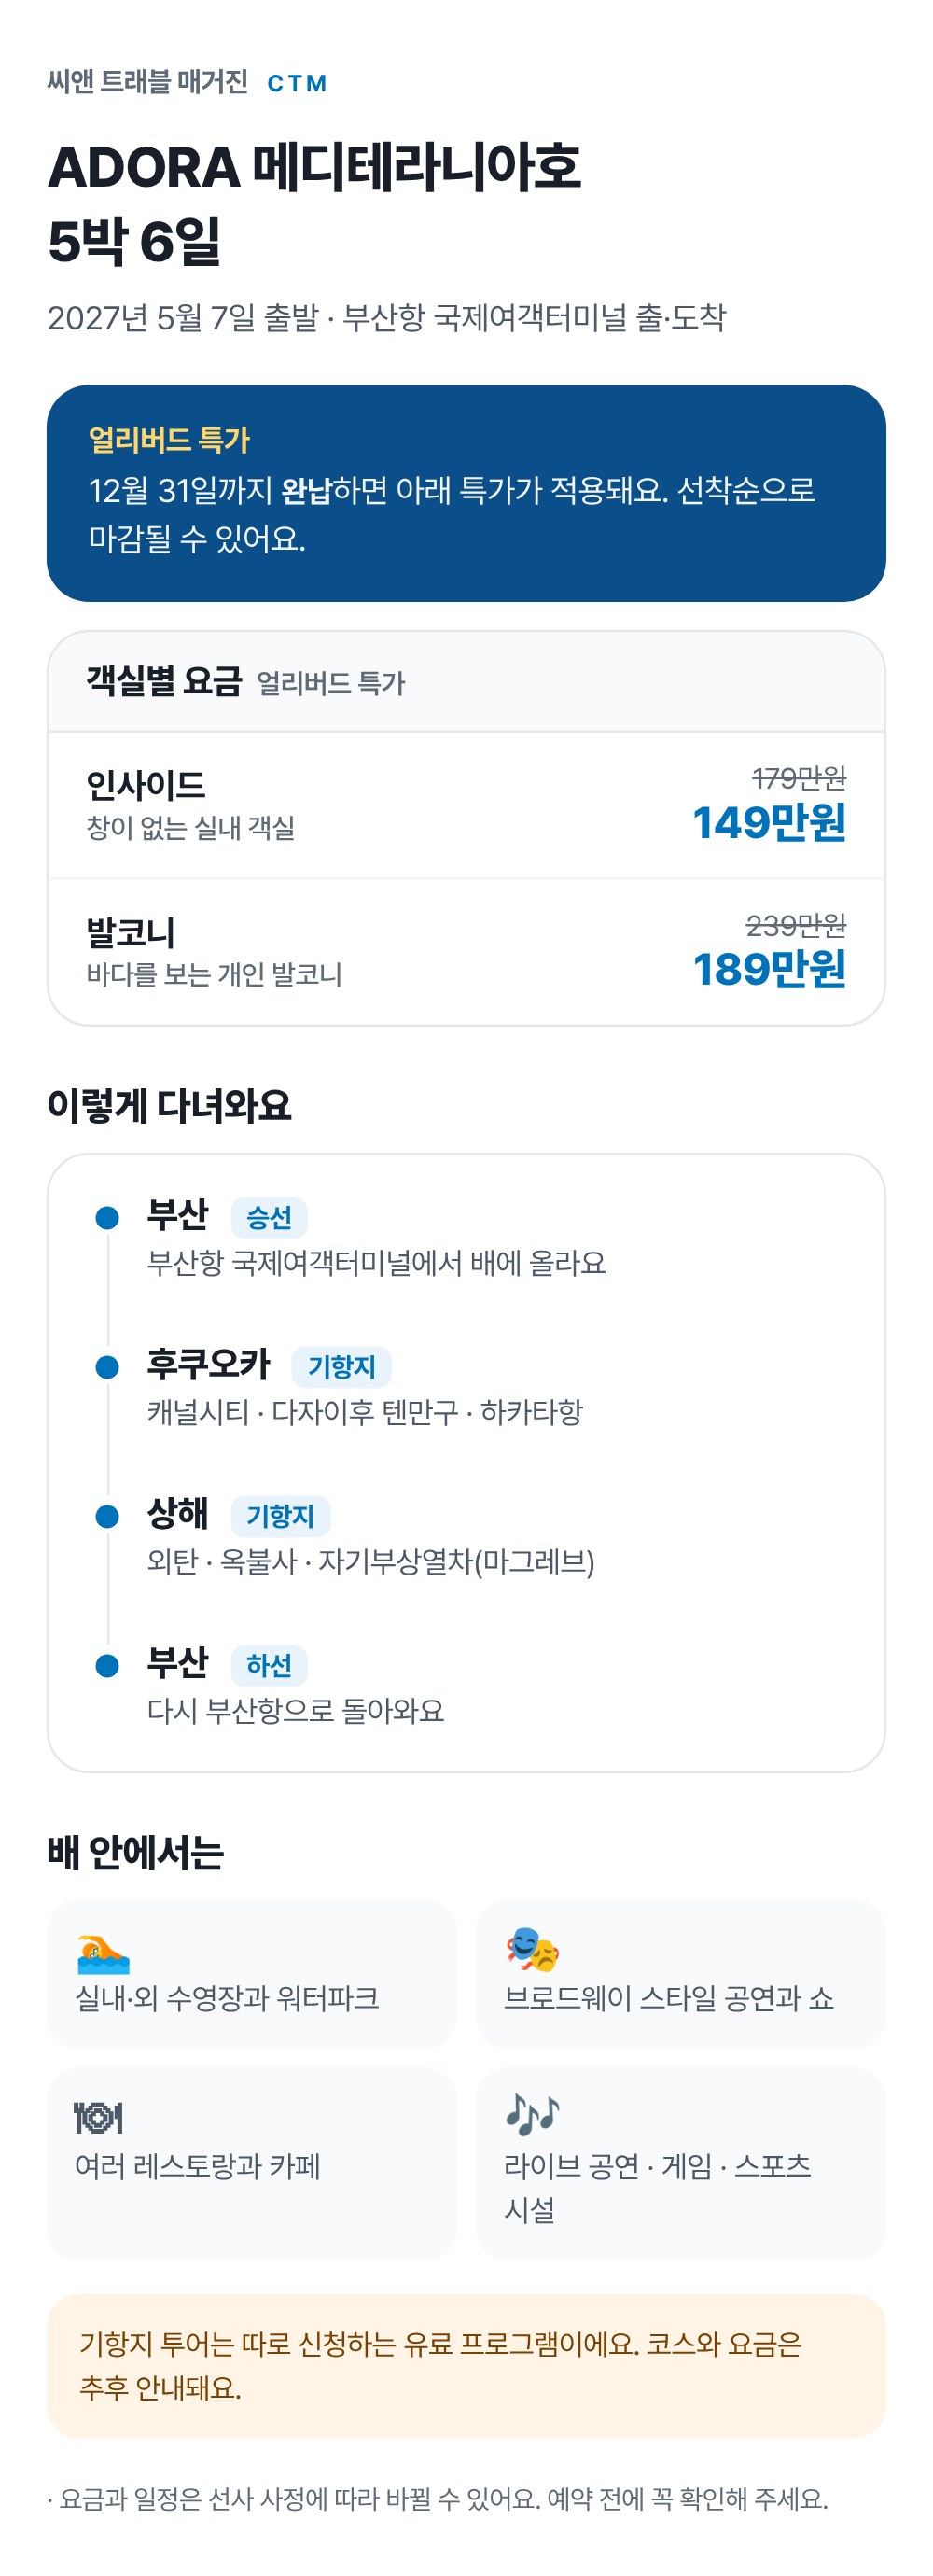 씨앤 트래블 매거진 CTM
ADORA 메디테라니아호
5박 6일
2027년 5월 7일 출발 · 부산항 국제여객터미널 출·도착
얼리버드 특가
12월 31일까지 완납하면 아래 특가가 적용돼요. 선착순으로
마감될 수 있어요.
객실별 요금 얼리버드 특가
인사이드
창이 없는 실내 객실
179만원
149만원
발코니
바다를 보는 개인 발코니
239만원
189만원
이렇게 다녀와요
부산 승선
부산항 국제여객터미널에서 배에 올라요
후쿠오카 기항지
캐널시티 · 다자이후 텐만구 · 하카타항
상해 기항지
외탄 · 옥불사 · 자기부상열차(마그레브)
부산 하선
다시 부산항으로 돌아와요
배 안에서는
실내·외 수영장과 워터파크
브로드웨이 스타일 공연과 쇼
여러 레스토랑과 카페
라이브 공연 · 게임 · 스포츠
시설
기항지 투어는 따로 신청하는 유료 프로그램이에요. 코스와 요금은
추후 안내돼요.
· 요금과 일정은 선사 사정에 따라 바뀔 수 있어요. 예약 전에 꼭 확인해 주세요.